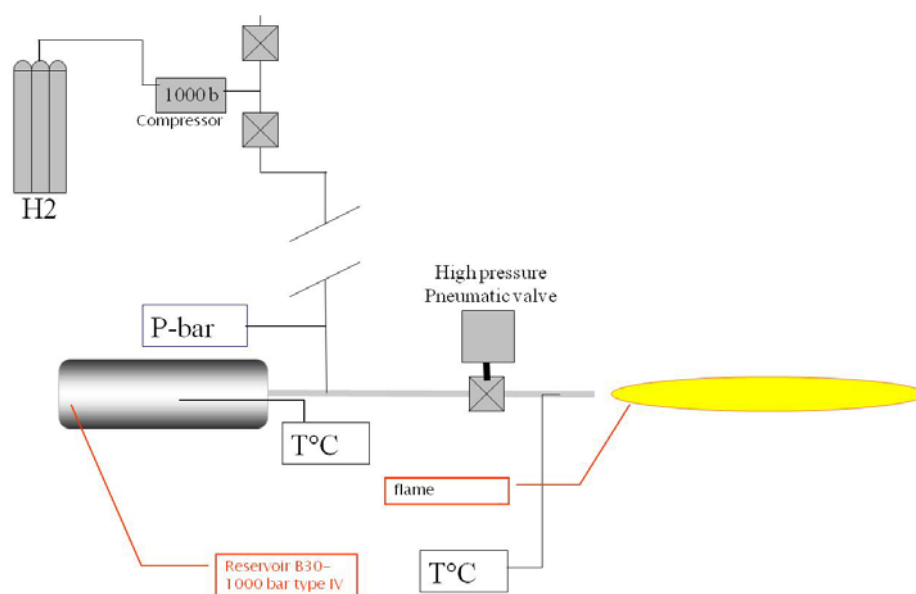 1000 b
Compressor
H2
High pressure
Pneumatic valve
P-bar
T°C
flame
T°C
Reservoir B30–
1000 bar type IV